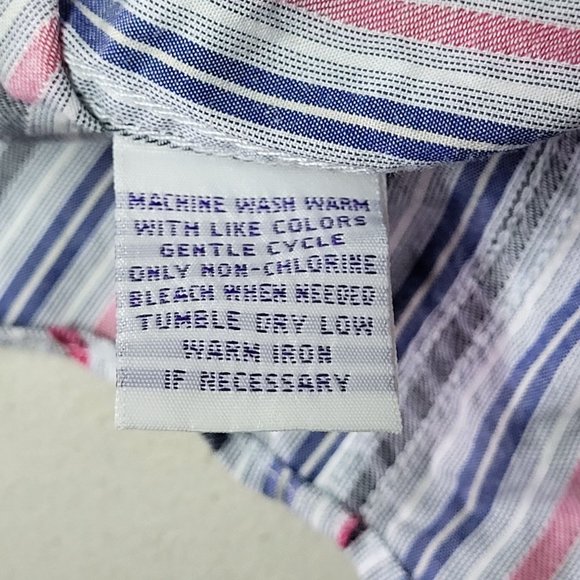 MACHINE WASH WARM
WITH LIKE COLORS
GENTLE CYCLE
ONLY NON-CHLORINE
BLEACH WHEN NEEDED
TUMBLE DRY LOW
WARM IRON
IF NECESSARY